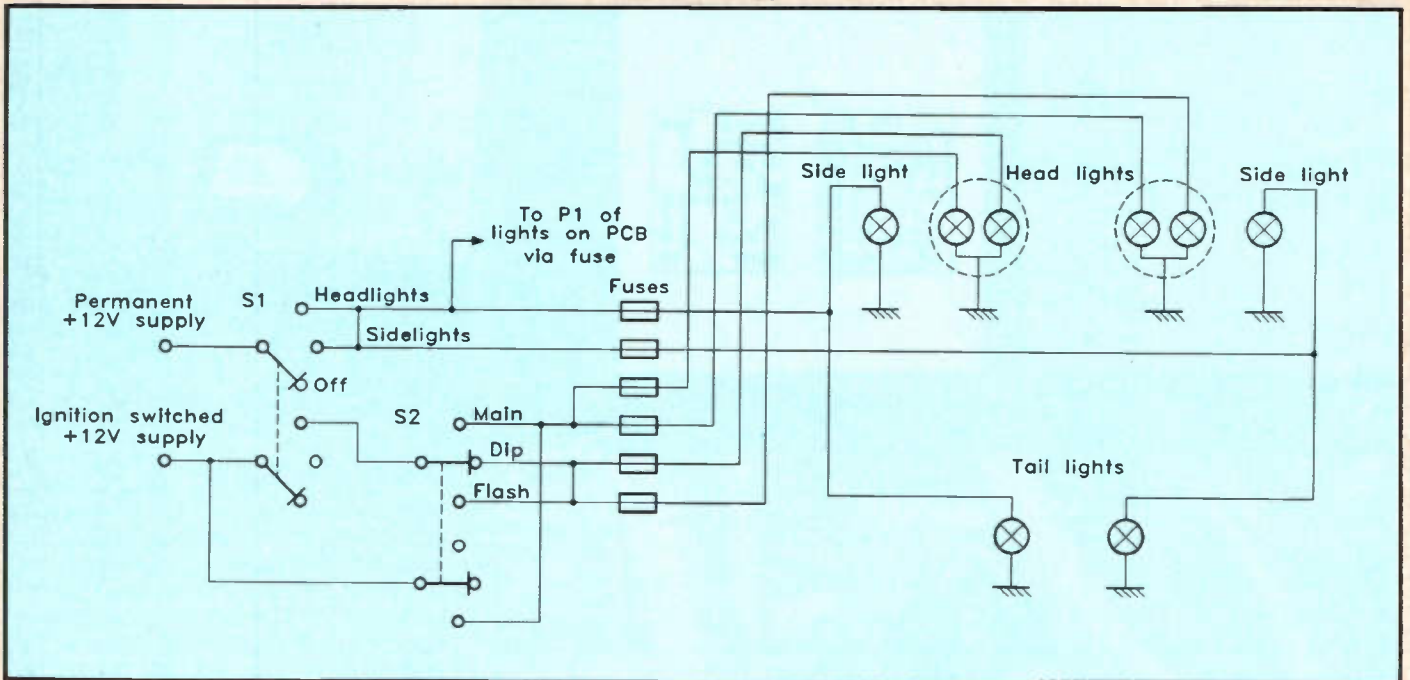 Side light
Head lights
Side light
To P1 of
lights on PCB
via fuse
Fuses
Permanent
+12V supply
S1
Headlights
Sidelights
Off
Ignition switched
+12V supply
S2
Main
Dip
Flash
Tail lights